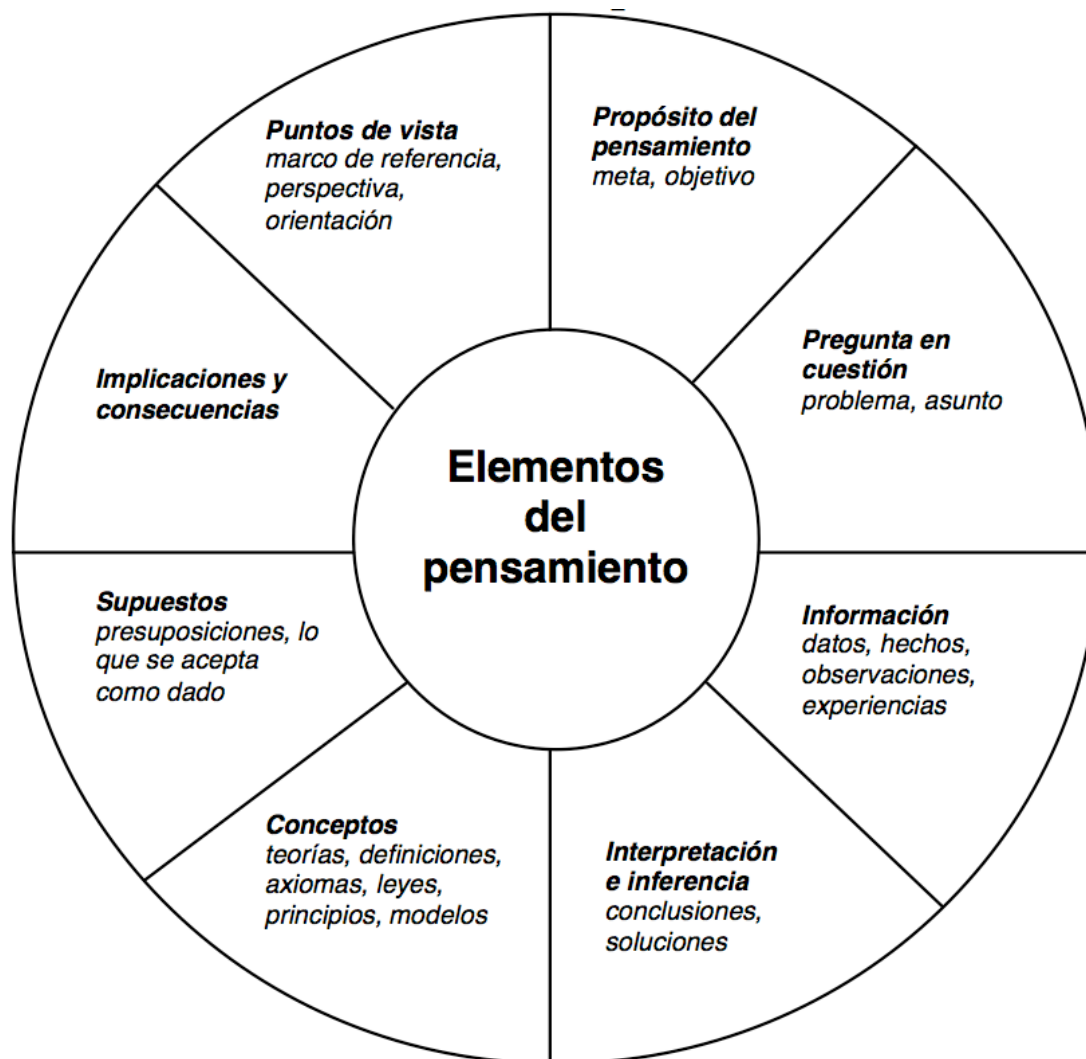 Puntos de vista
marco de referencia,
perspectiva,
orientación
Propósito del
pensamiento
meta, objetivo
Pregunta en
cuestión
problema, asunto
Implicaciones y
consecuencias
Elementos
del
pensamiento
Supuestos
presuposiciones, lo
que se acepta
como dado
Información
datos, hechos,
observaciones,
experiencias
Conceptos
teorías, definiciones,
axiomas, leyes,
principios, modelos
Interpretación
e inferencia
conclusiones,
soluciones